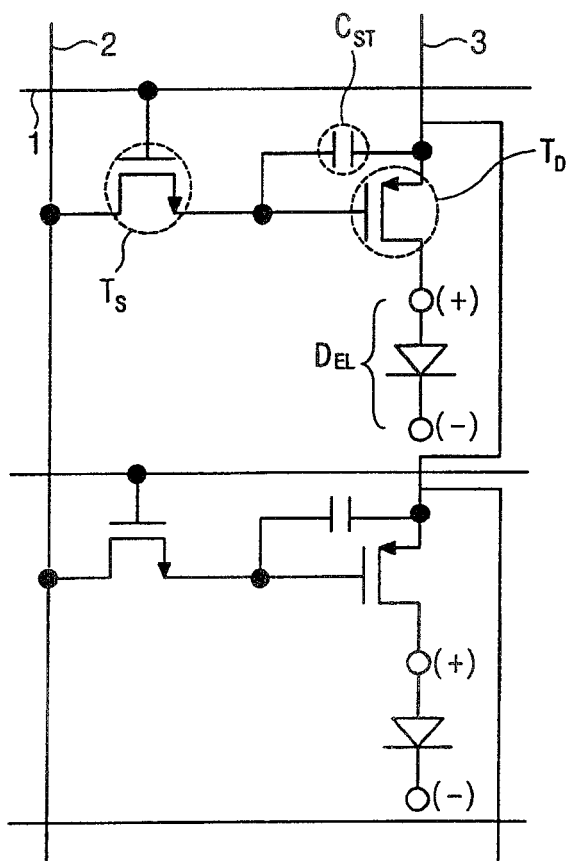 2
C_ST
3
1
T_D
T_S
(+)
D_EL
(-)
(+)
(-)